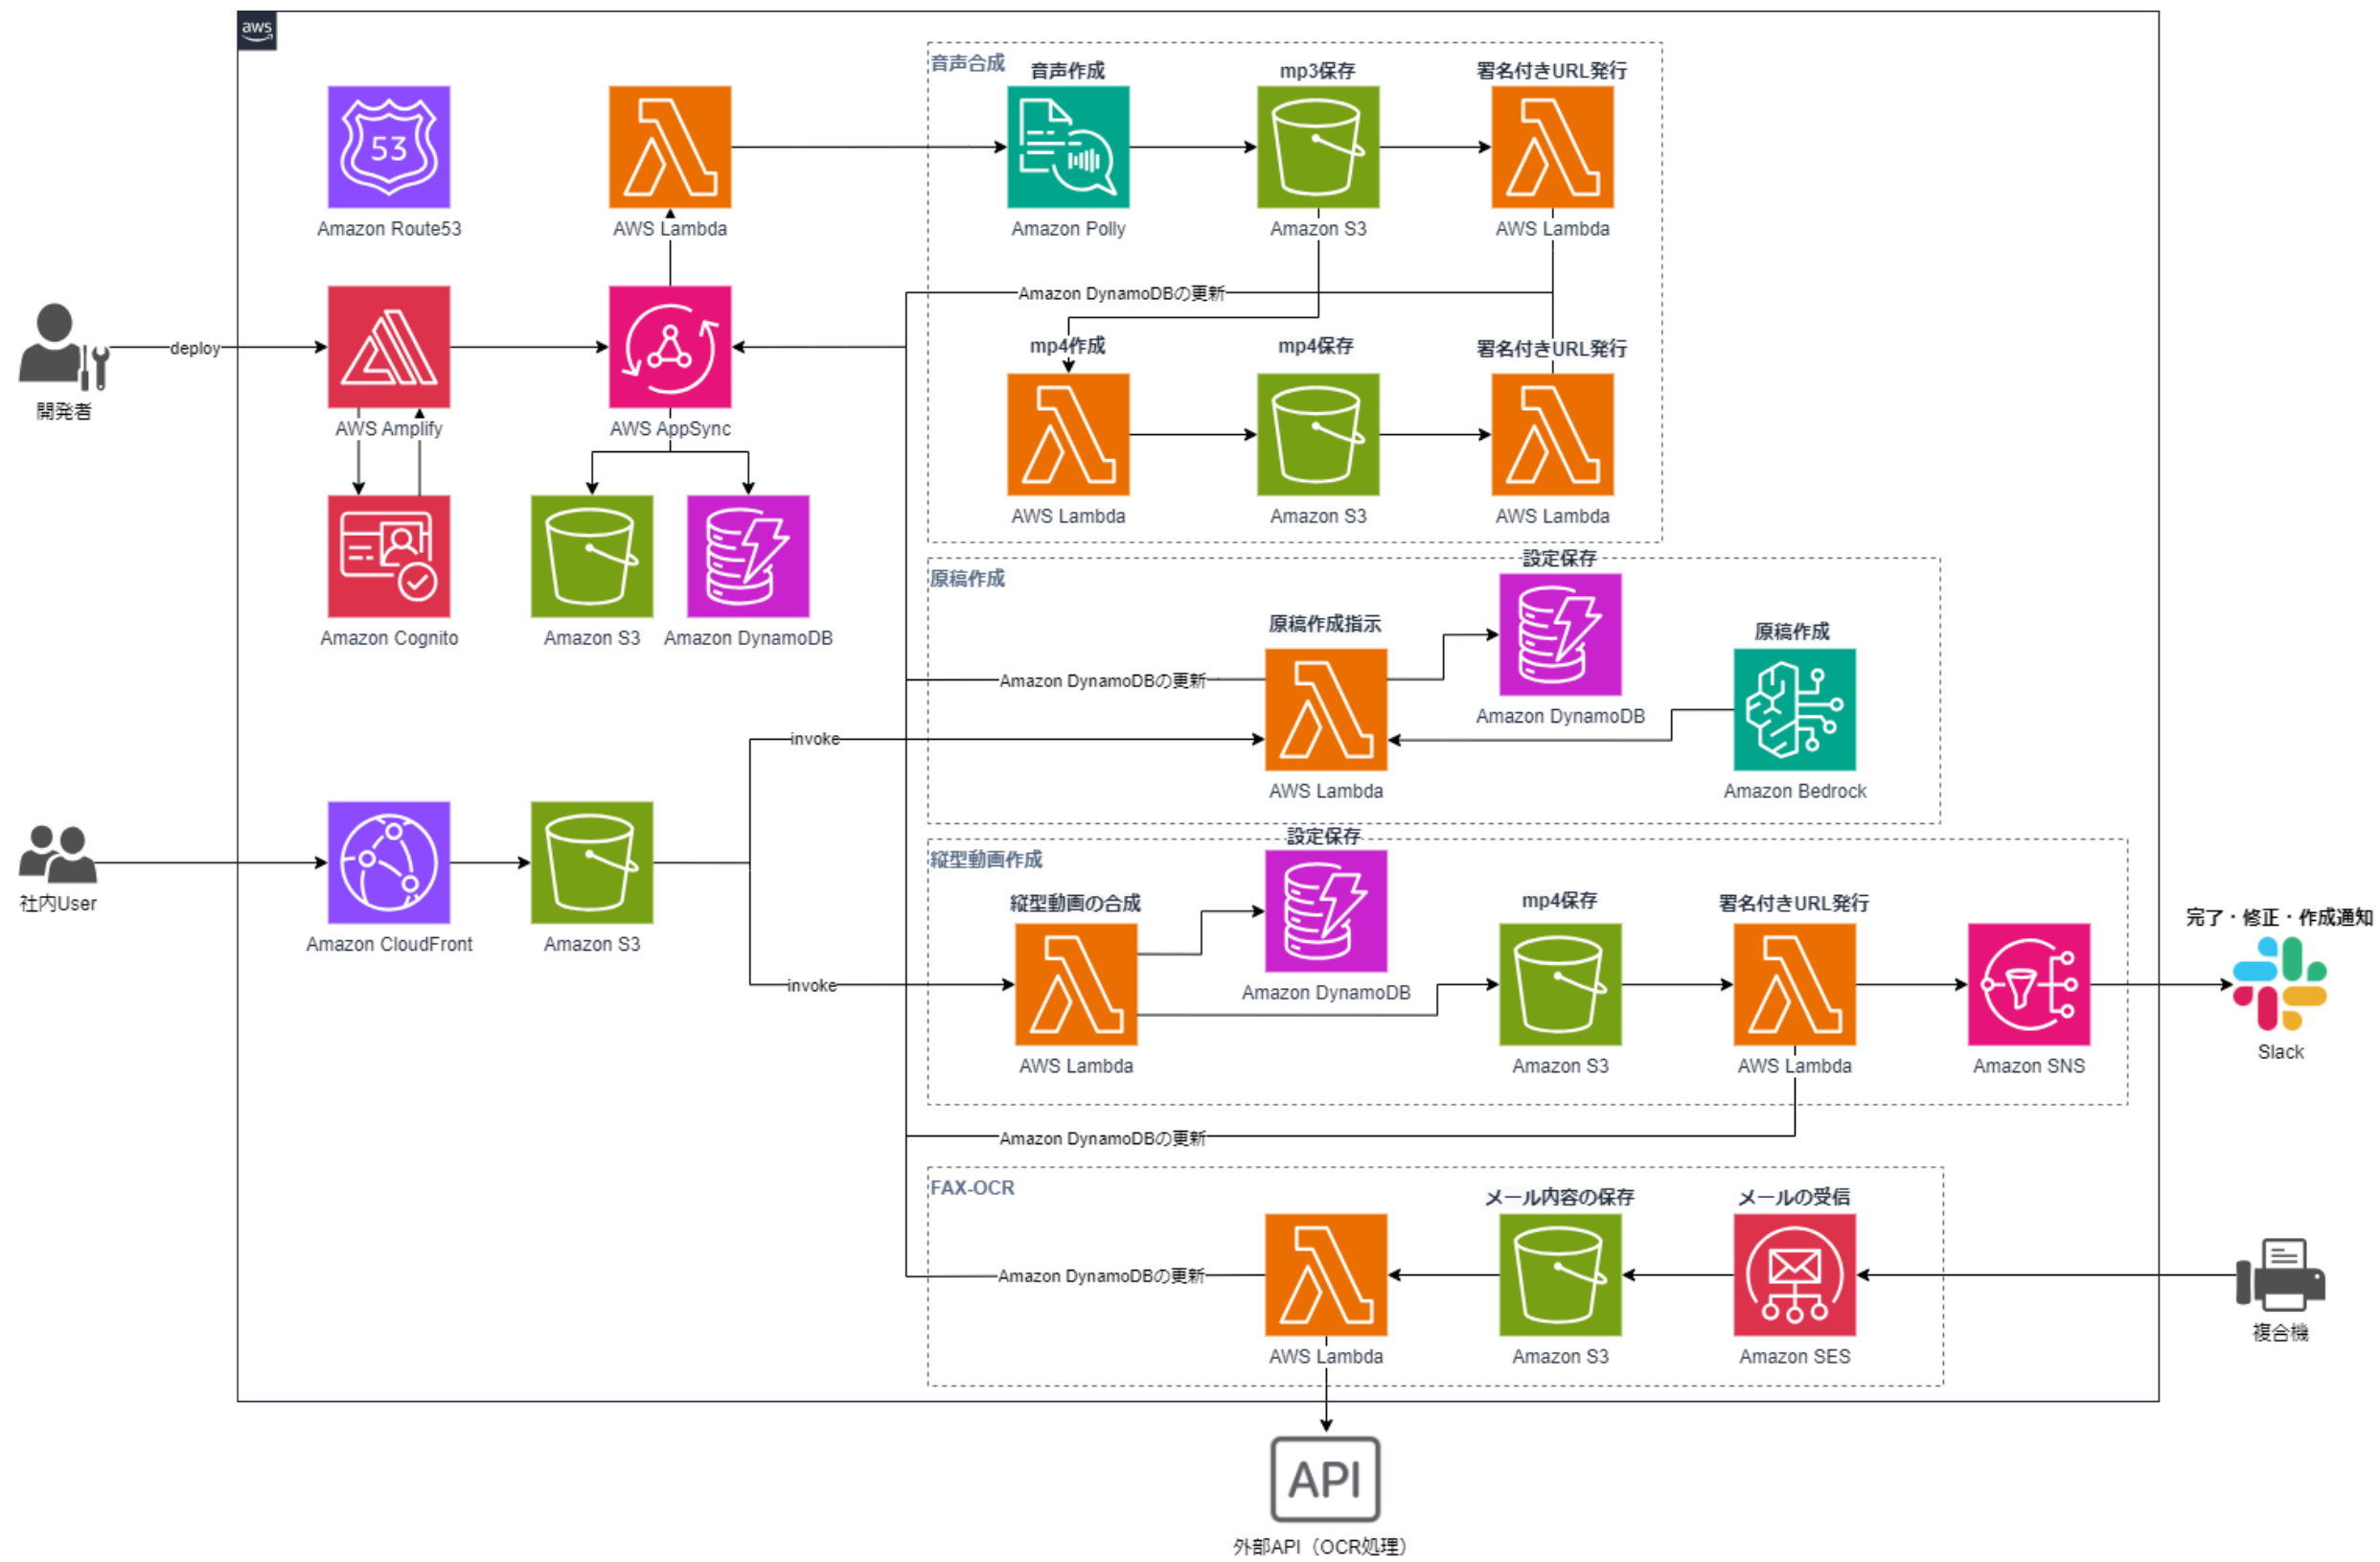 aws
音声合成
音声作成
mp3保存
署名付きURL発行
53
Amazon Route53
AWS Lambda
Amazon Polly
Amazon S3
AWS Lambda
Amazon DynamoDBの更新
deploy
mp4作成
mp4保存
署名付きURL発行
開発者
AWS Amplify
AWS AppSync
AWS Lambda
Amazon S3
AWS Lambda
設定保存
原稿作成
原稿作成指示
原稿作成
Amazon Cognito
Amazon S3
Amazon DynamoDB
Amazon DynamoDBの更新
Amazon DynamoDB
invoke
AWS Lambda
Amazon Bedrock
設定保存
縦型動画作成
縦型動画の合成
mp4保存
署名付きURL発行
社内User
完了・修正・作成通知
Amazon CloudFront
Amazon S3
invoke
Amazon DynamoDB
AWS Lambda
Amazon S3
AWS Lambda
Amazon SNS
Slack
Amazon DynamoDBの更新
FAX-OCR
メール内容の保存
メールの受信
Amazon DynamoDBの更新
複合機
AWS Lambda
Amazon S3
Amazon SES
API
外部API（OCR処理）